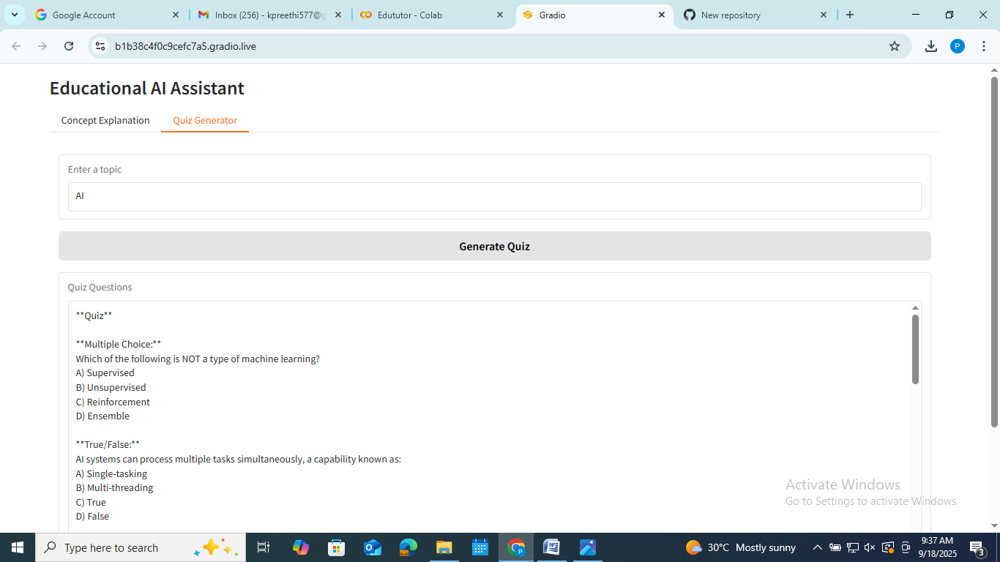 Google Account
Inbox (256) - kpreethi577@g
Edututor - Colab
Gradio
New repository
b1b38c4f0c9cefc7a5.gradio.live
P
Educational AI Assistant
Concept Explanation
Quiz Generator
Enter a topic
AI
Generate Quiz
Quiz Questions
**Quiz**
**Multiple Choice:**
Which of the following is NOT a type of machine learning?
A) Supervised
B) Unsupervised
C) Reinforcement
D) Ensemble
**True/False:**
AI systems can process multiple tasks simultaneously, a capability known as:
A) Single-tasking
B) Multi-threading
C) True
D) False
Activate Windows
Go to Settings to activate Windows.
Type here to search
30°C Mostly sunny
9:37 AM
9/18/2025
3